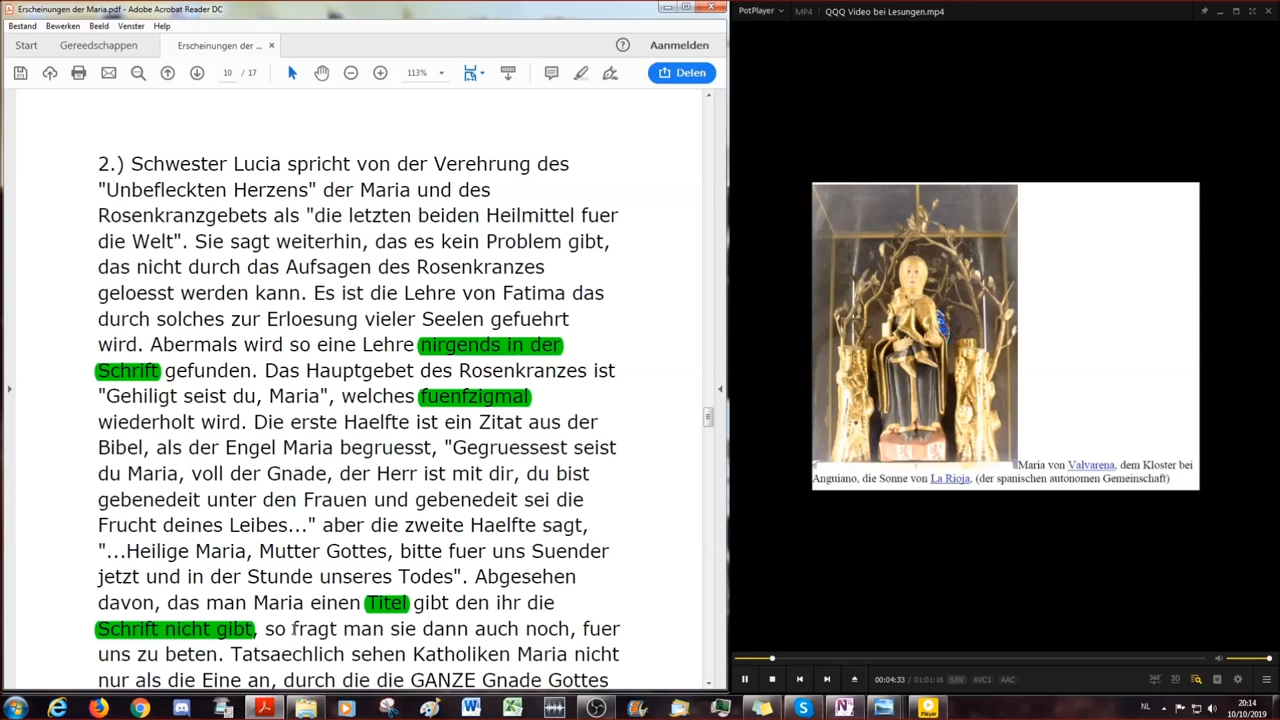 Erscheinungen der Maria.pdf - Adobe Acrobat Reader DC
Bestand Bewerken Beeld Venster Help
Start Gereedschappen Erscheinungen der ... × Aanmelden
10 / 17 113% Delen
2.) Schwester Lucia spricht von der Verehrung des
"Unbefleckten Herzens" der Maria und des
Rosenkranzgebets als "die letzten beiden Heilmittel fuer
die Welt". Sie sagt weiterhin, das es kein Problem gibt,
das nicht durch das Aufsagen des Rosenkranzes
geloesst werden kann. Es ist die Lehre von Fatima das
durch solches zur Erloesung vieler Seelen gefuehrt
wird. Abermals wird so eine Lehre nirgends in der
Schrift gefunden. Das Hauptgebet des Rosenkranzes ist
"Gehiligt seist du, Maria", welches fuenfzigmal
wiederholt wird. Die erste Haelfte ist ein Zitat aus der
Bibel, als der Engel Maria begruesst, "Gegruessest seist
du Maria, voll der Gnade, der Herr ist mit dir, du bist
gebenedeit unter den Frauen und gebenedeit sei die
Frucht deines Leibes..." aber die zweite Haelfte sagt,
"...Heilige Maria, Mutter Gottes, bitte fuer uns Suender
jetzt und in der Stunde unseres Todes". Abgesehen
davon, das man Maria einen Titel gibt den ihr die
Schrift nicht gibt, so fragt man sie dann auch noch, fuer
uns zu beten. Tatsaechlich sehen Katholiken Maria nicht
nur als die Eine an, durch die die GANZE Gnade Gottes
PotPlayer MP4 QQQ Video bei Lesungen.mp4
Maria von Valvarena, dem Kloster bei
Anguiano, die Sonne von La Rioja, (der spanischen autonomen Gemeinschaft)
00:04:33 / 01:01:16 S/W AVC1 AAC 360° 3D
NL 20:14
10/10/2019